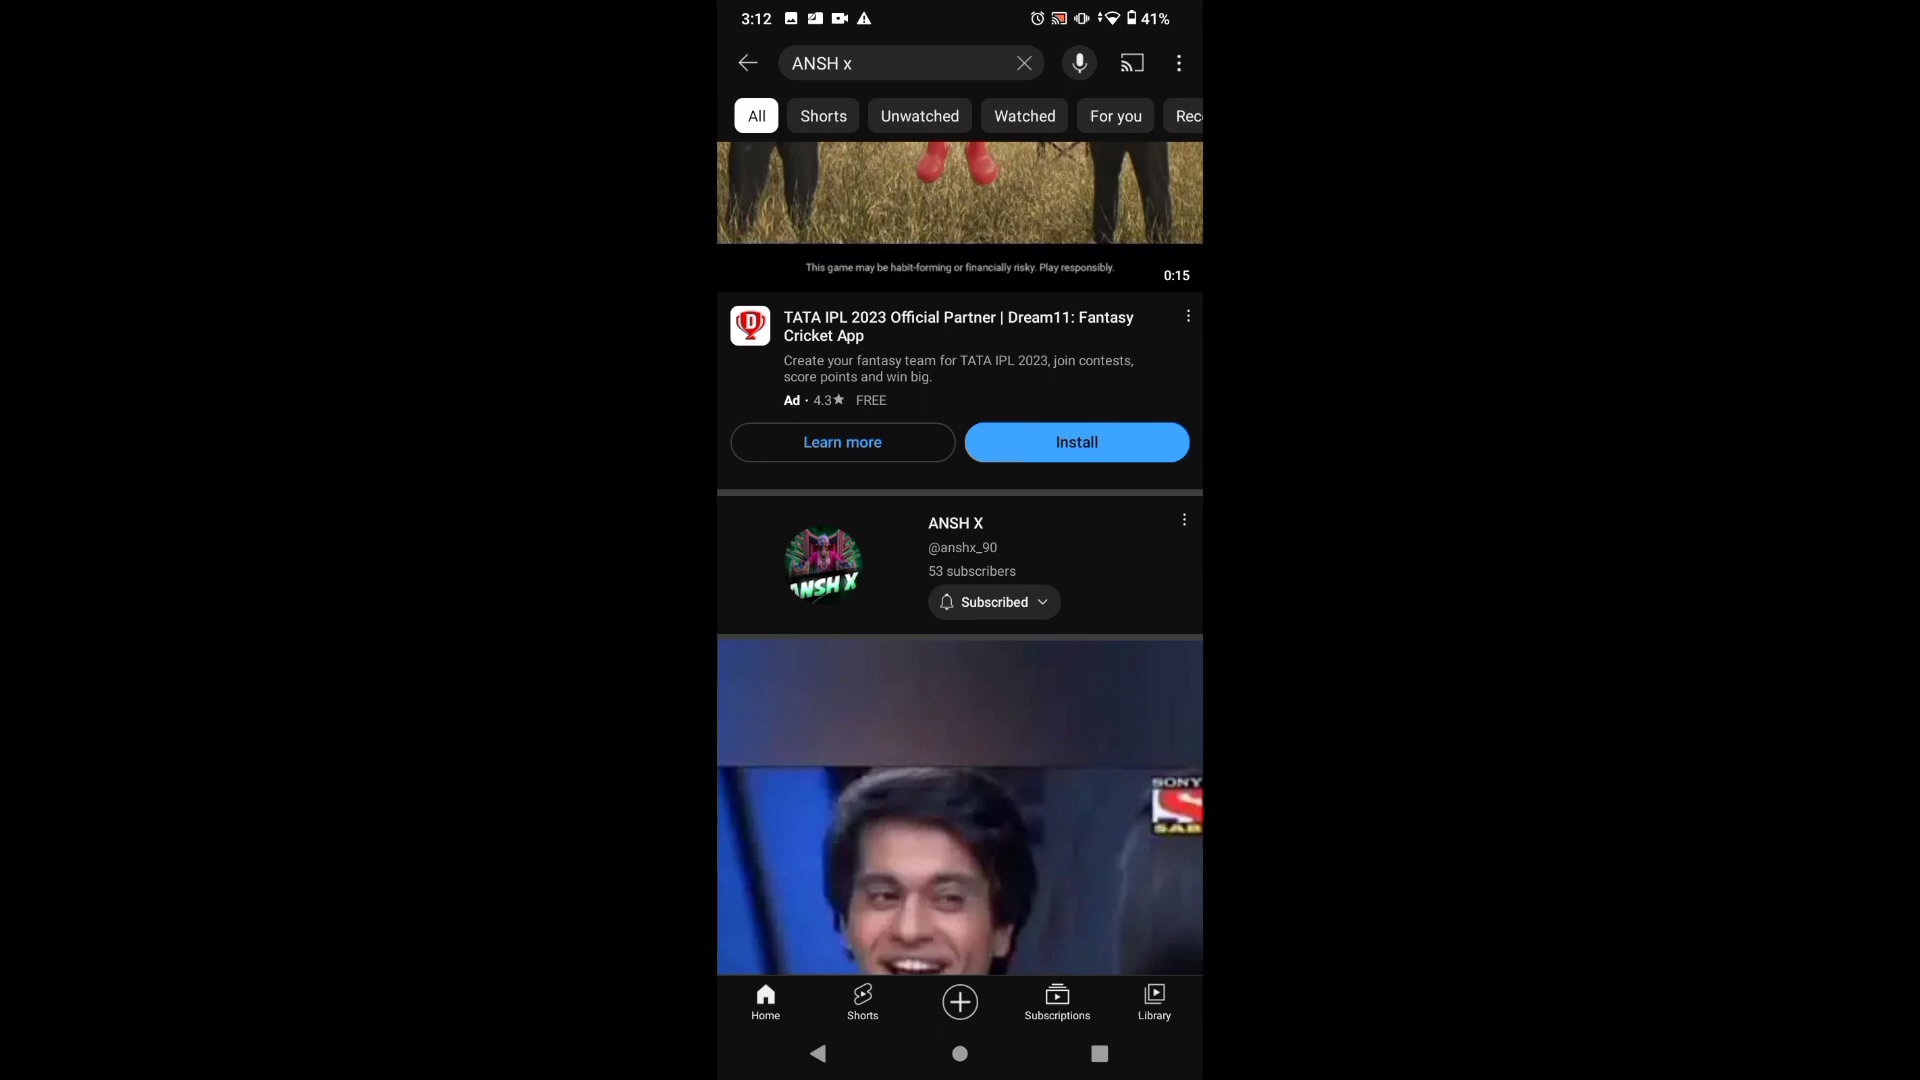 3:12 41%
ANSH x
All Shorts Unwatched Watched For you Rec
This game may be habit-forming or financially risky. Play responsibly.
0:15
D
TATA IPL 2023 Official Partner | Dream11: Fantasy
Cricket App
Create your fantasy team for TATA IPL 2023, join contests,
score points and win big.
Ad · 4.3★ FREE
Learn more Install
ANSH X
ANSH X
@anshx_90
53 subscribers
Subscribed
SONY
S
SAB
Home Shorts Subscriptions Library